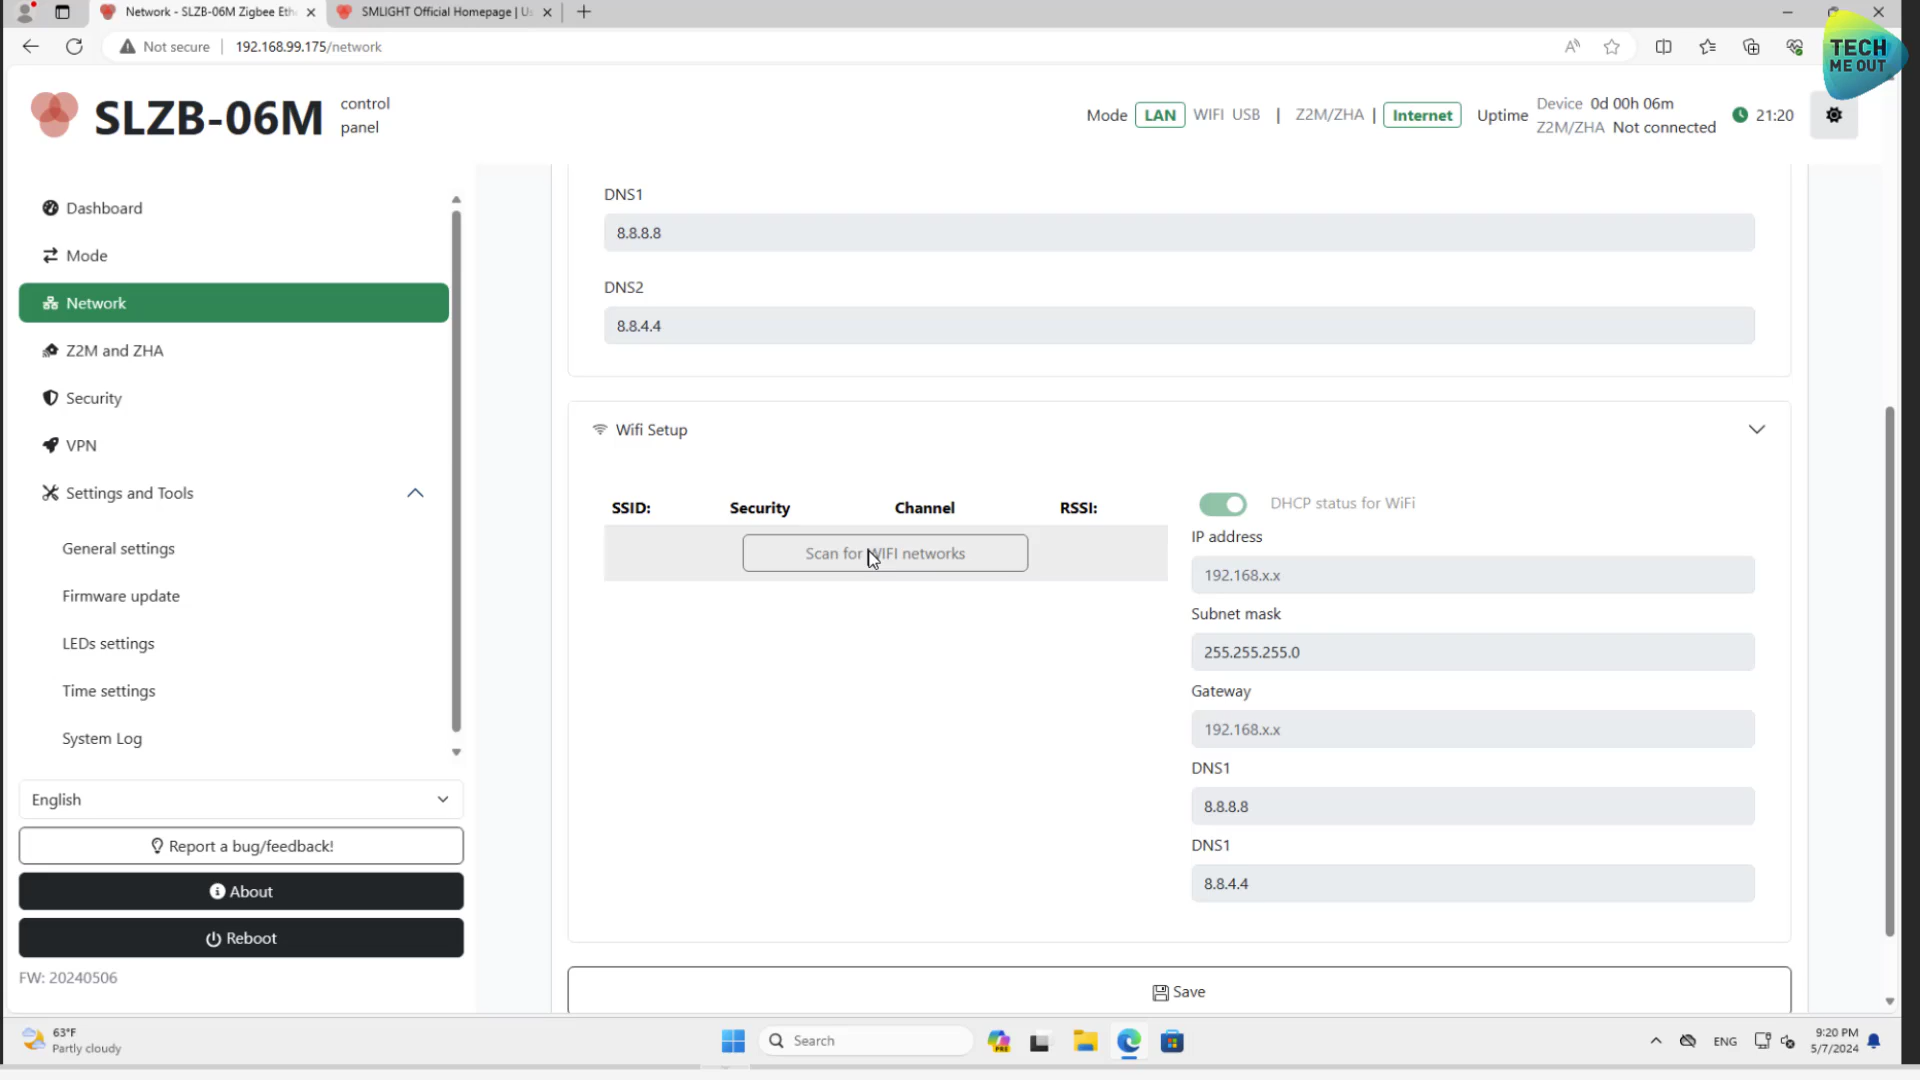 Network - SLZB-06M Zigbee Eth
SMLIGHT Official Homepage | U
Not secure
192.168.99.175/network
TECH
ME OUT
SLZB-06M
control
panel
Mode LAN WIFI USB | Z2M/ZHA | Internet Uptime
Device 0d 00h 06m
Z2M/ZHA Not connected
21:20
Dashboard
Mode
Network
Z2M and ZHA
Security
VPN
Settings and Tools
General settings
Firmware update
LEDs settings
Time settings
System Log
English
Report a bug/feedback!
About
Reboot
FW: 20240506
DNS1
8.8.8.8
DNS2
8.8.4.4
Wifi Setup
SSID: Security Channel RSSI:
Scan for WIFI networks
DHCP status for WiFi
IP address
192.168.x.x
Subnet mask
255.255.255.0
Gateway
192.168.x.x
DNS1
8.8.8.8
DNS1
8.8.4.4
Save
63°F
Partly cloudy
Search
PRE
ENG
9:20 PM
5/7/2024